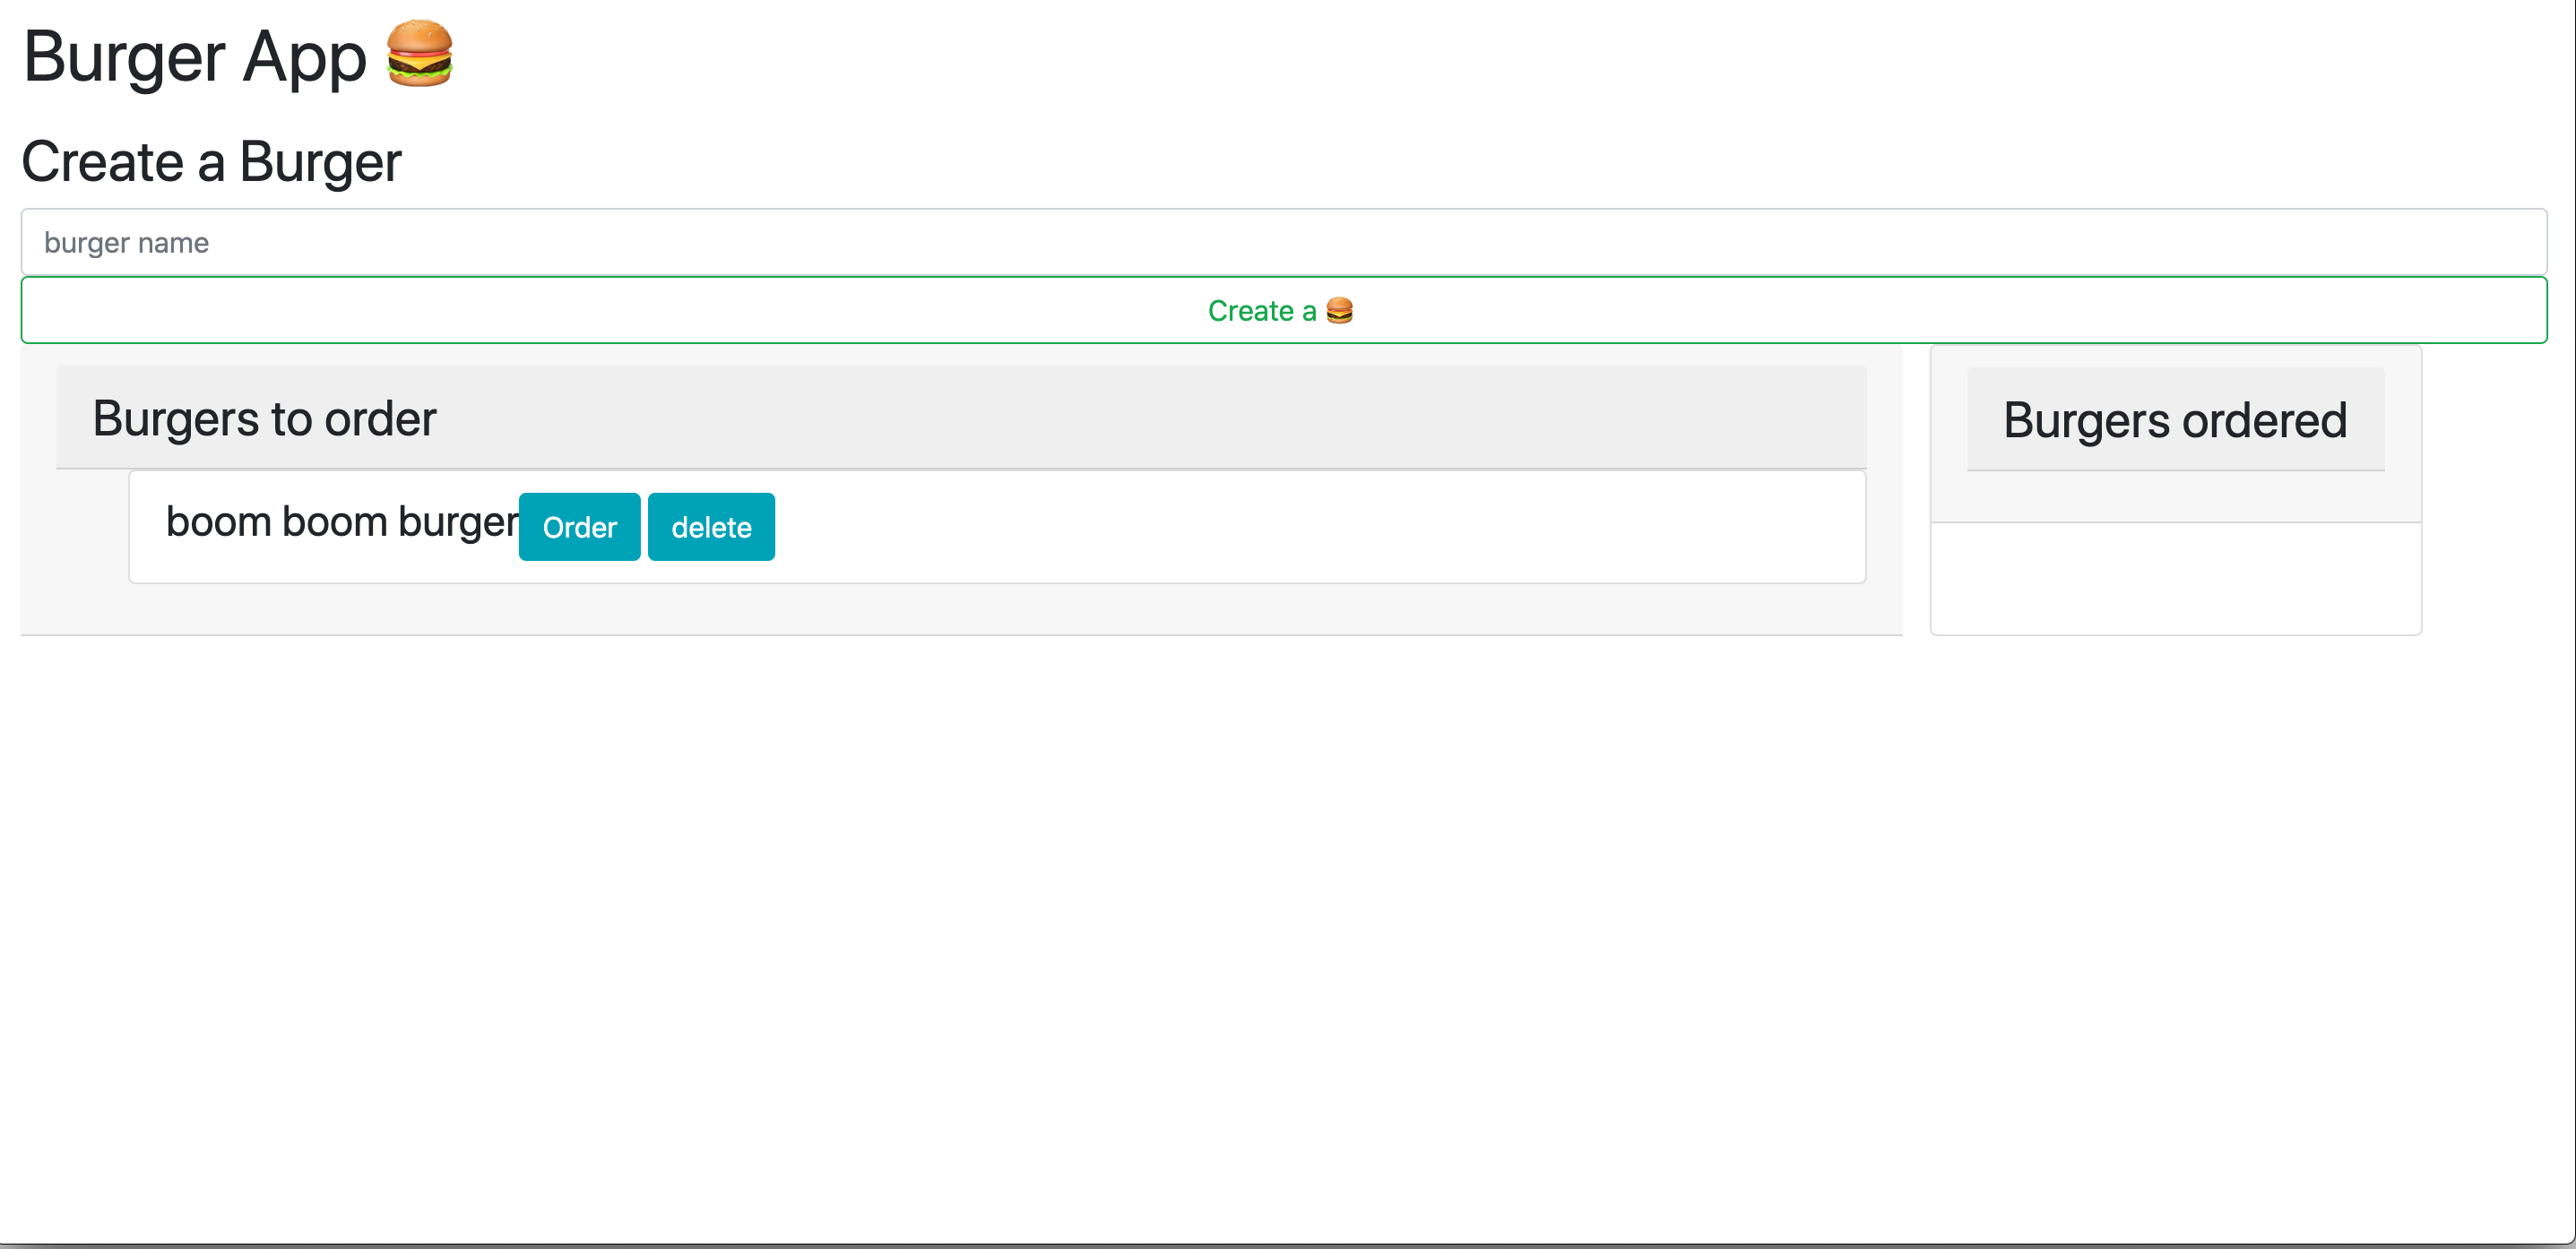 Burger App 🍔
Create a Burger
burger name
Create a 🍔
Burgers to order
boom boom burger Order delete
Burgers ordered